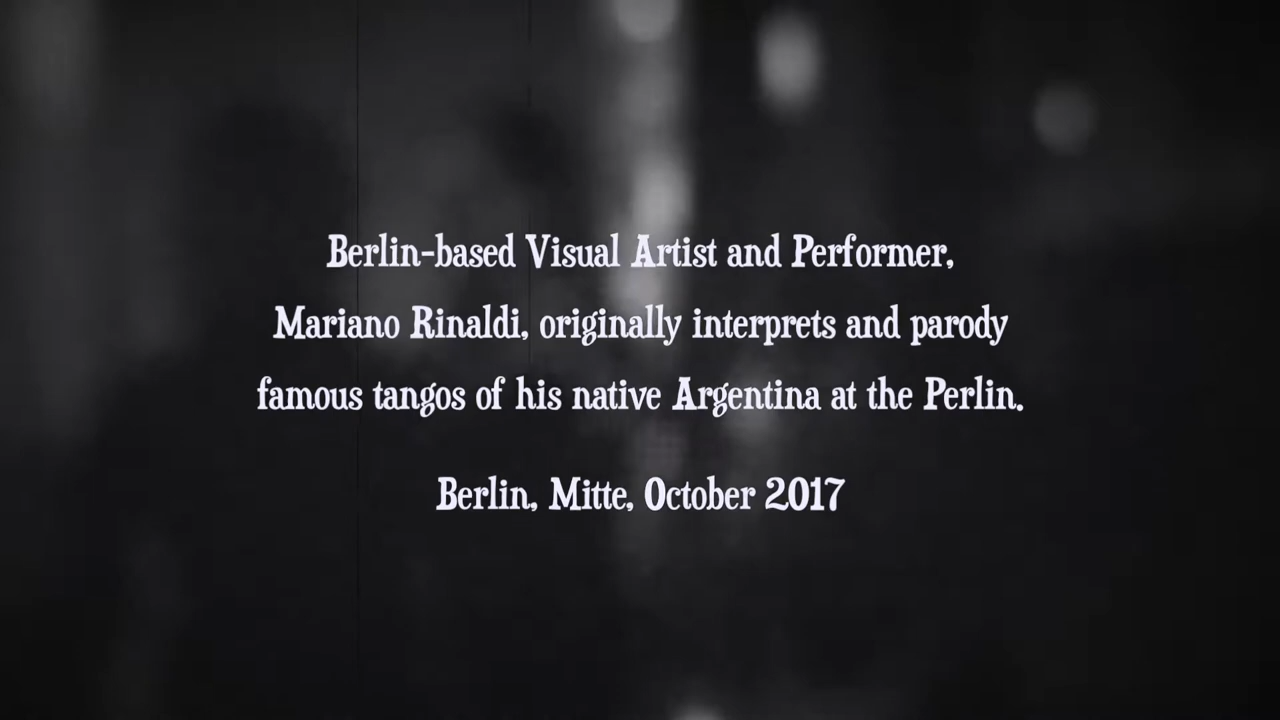 Berlin-based Visual Artist and Performer,
Mariano Rinaldi, originally interprets and parody
famous tangos of his native Argentina at the Perlin.
Berlin, Mitte, October 2017